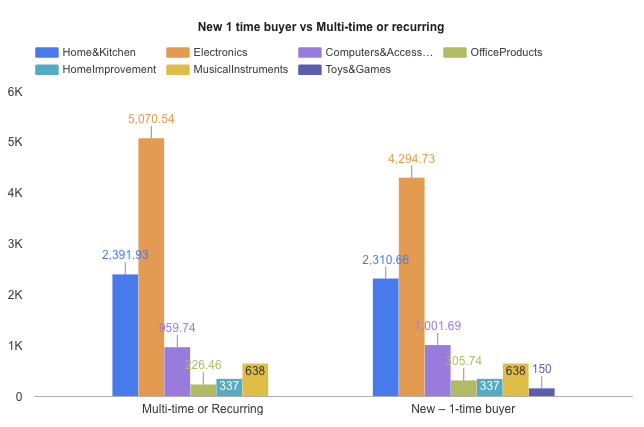 New 1 time buyer vs Multi-time or recurring
Home&Kitchen Electronics Computers&Access… OfficeProducts
HomeImprovement MusicalInstruments Toys&Games
6K
5,070.54
5K
4,294.73
4K
3K
2,391.93 2,310.66
2K
959.74 1,001.69
1K
226.46 337 638 305.74 337 638 150
0
Multi-time or Recurring New – 1-time buyer